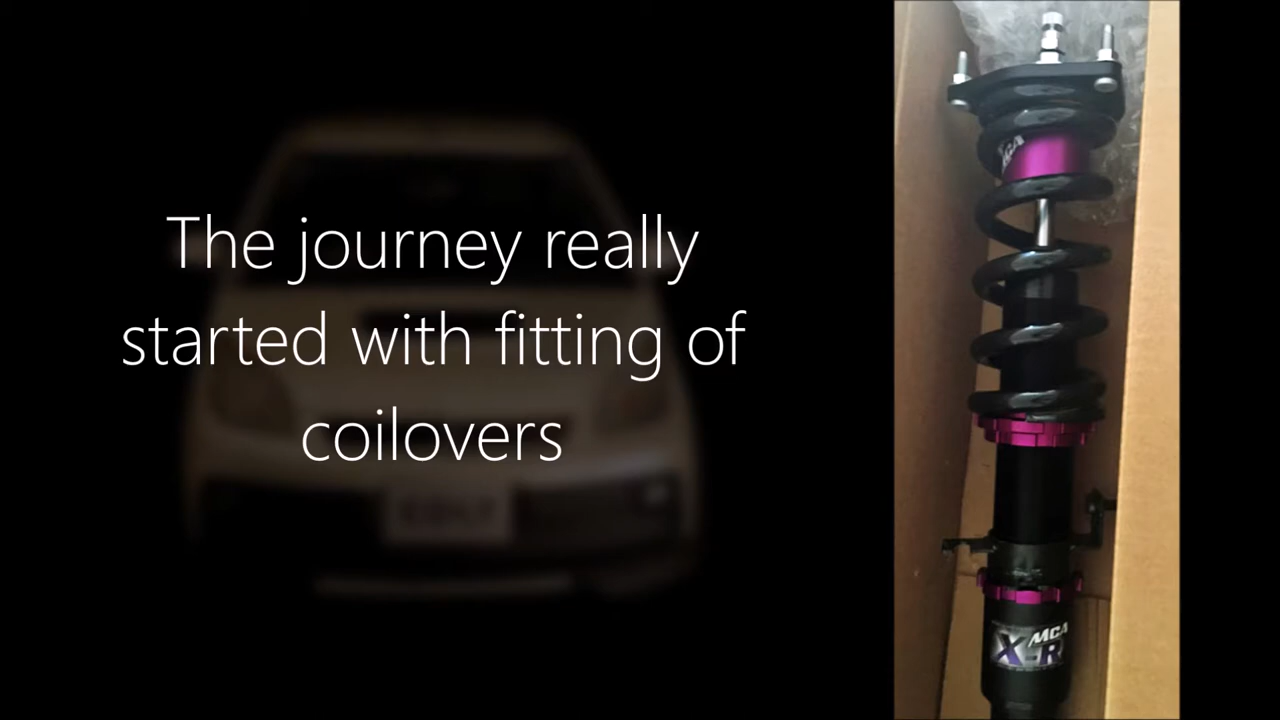 The journey really
started with fitting of
coilovers
MCA
MCA
X-R